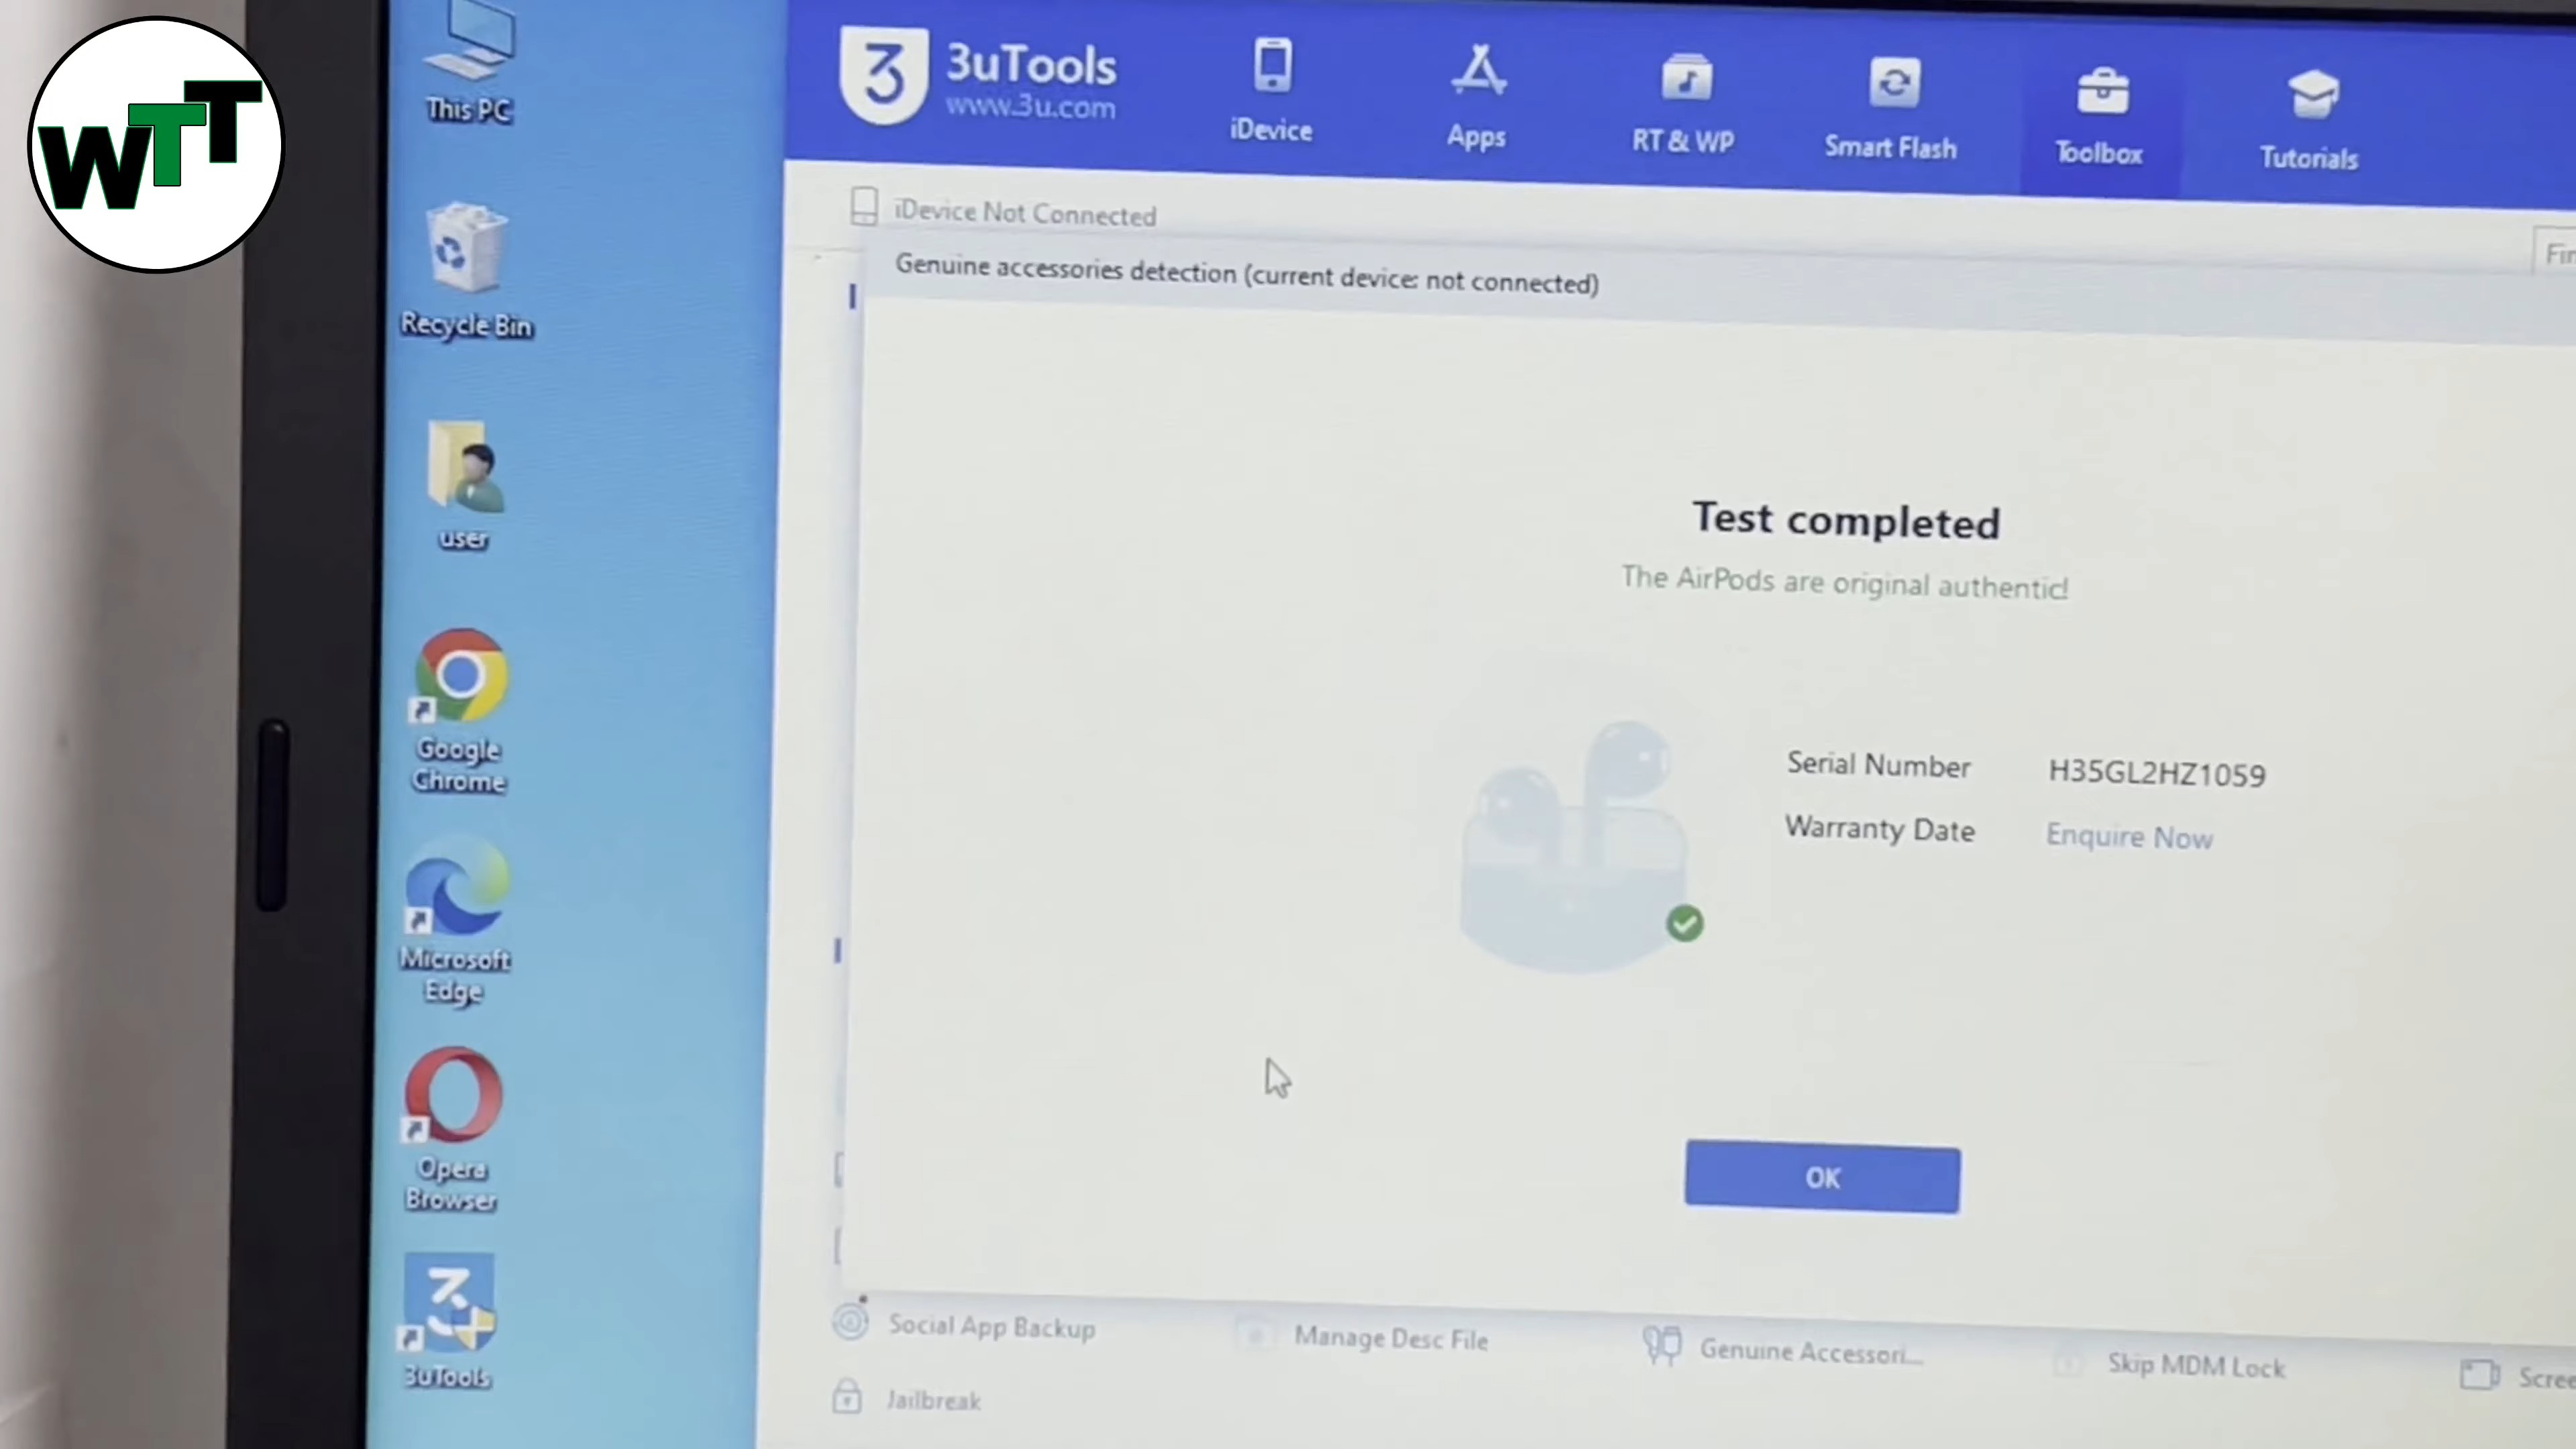 WTT
This PC
Recycle Bin
user
Google
Chrome
Microsoft
Edge
Opera
Browser
3uTools
3 3uTools
www.3u.com
iDevice
Apps
RT & WP
Smart Flash
Toolbox
Tutorials
iDevice Not Connected
Genuine accessories detection (current device: not connected)
Test completed
The AirPods are original authentic!
Serial Number H35GL2HZ1059
Warranty Date Enquire Now
OK
Social App Backup
Manage Desc File
Genuine Accessori...
Skip MDM Lock
Jailbreak